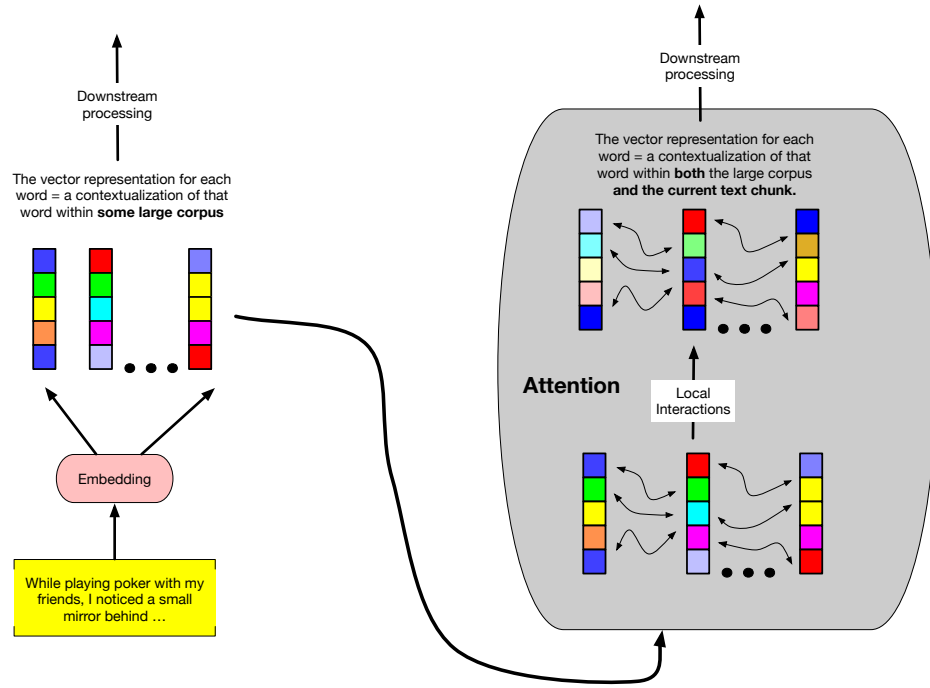 Downstream
processing
The vector representation for each
word = a contextualization of that
word within some large corpus
Embedding
While playing poker with my
friends, I noticed a small
mirror behind ...
Downstream
processing
The vector representation for each
word = a contextualization of that
word within both the large corpus
and the current text chunk.
Attention
Local
Interactions